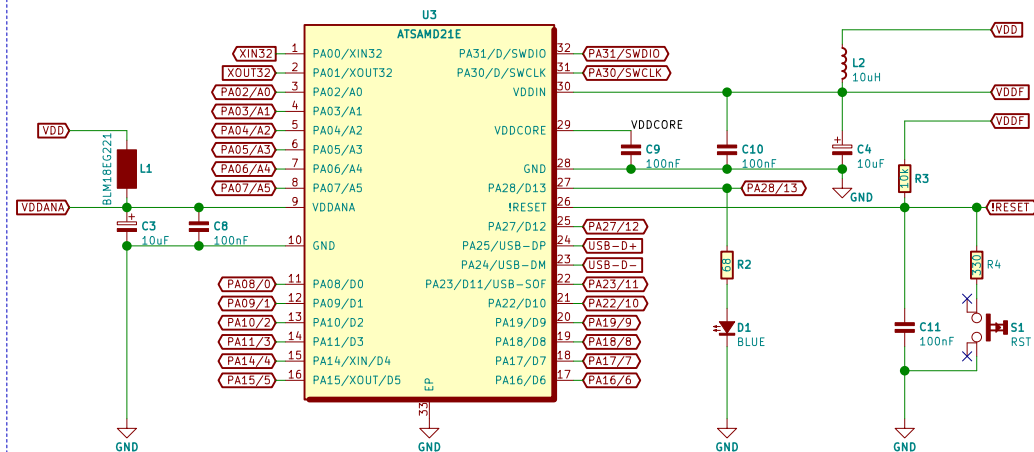 U3
ATSAMD21E
XIN32 1 PA00/XIN32 PA31/D/SWDIO 32 PA31/SWDIO
XOUT32 2 PA01/XOUT32 PA30/D/SWCLK 31 PA30/SWCLK
PA02/A0 3 PA02/A0 VDDIN 30 VDDF
PA03/A1 4 PA03/A1
PA04/A2 5 PA04/A2 VDDCORE 29 VDDCORE
PA05/A3 6 PA05/A3
PA06/A4 7 PA06/A4 GND 28
PA07/A5 8 PA07/A5 PA28/D13 27 PA28/13
VDDANA 9 VDDANA !RESET 26 !RESET
PA27/D12 25 PA27/12
10 GND PA25/USB-DP 24 USB-D+
PA24/USB-DM 23 USB-D-
PA08/0 11 PA08/D0 PA23/D11/USB-SOF 22 PA23/11
PA09/1 12 PA09/D1 PA22/D10 21 PA22/10
PA10/2 13 PA10/D2 PA19/D9 20 PA19/9
PA11/3 14 PA11/D3 PA18/D8 19 PA18/8
PA14/4 15 PA14/XIN/D4 PA17/D7 18 PA17/7
PA15/5 16 PA15/XOUT/D5 PA16/D6 17 PA16/6
EP
33
GND
VDD
BLM18EG221
L1
C3
10uF
C8
100nF
GND
C9
100nF
C10
100nF
VDD
L2
10uH
+
C4
10uF
GND
VDDF
10k
R3
68
R2
D1
BLUE
GND
330
R4
S1
RST
C11
100nF
GND
+